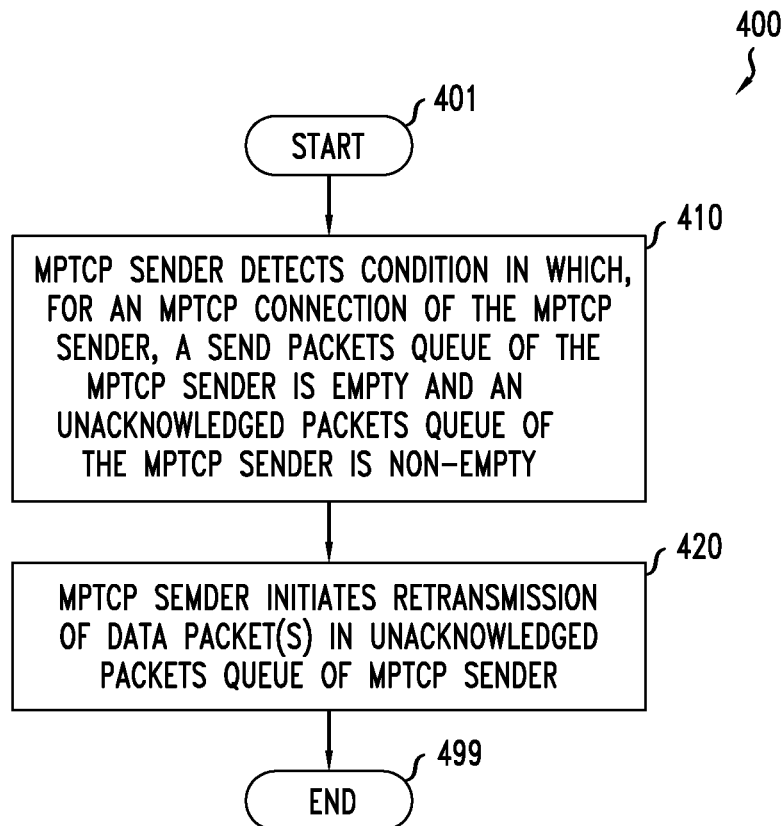 400
401
START
410
MPTCP SENDER DETECTS CONDITION IN WHICH,
FOR AN MPTCP CONNECTION OF THE MPTCP
SENDER, A SEND PACKETS QUEUE OF THE
MPTCP SENDER IS EMPTY AND AN
UNACKNOWLEDGED PACKETS QUEUE OF
THE MPTCP SENDER IS NON-EMPTY
420
MPTCP SEMDER INITIATES RETRANSMISSION
OF DATA PACKET(S) IN UNACKNOWLEDGED
PACKETS QUEUE OF MPTCP SENDER
499
END